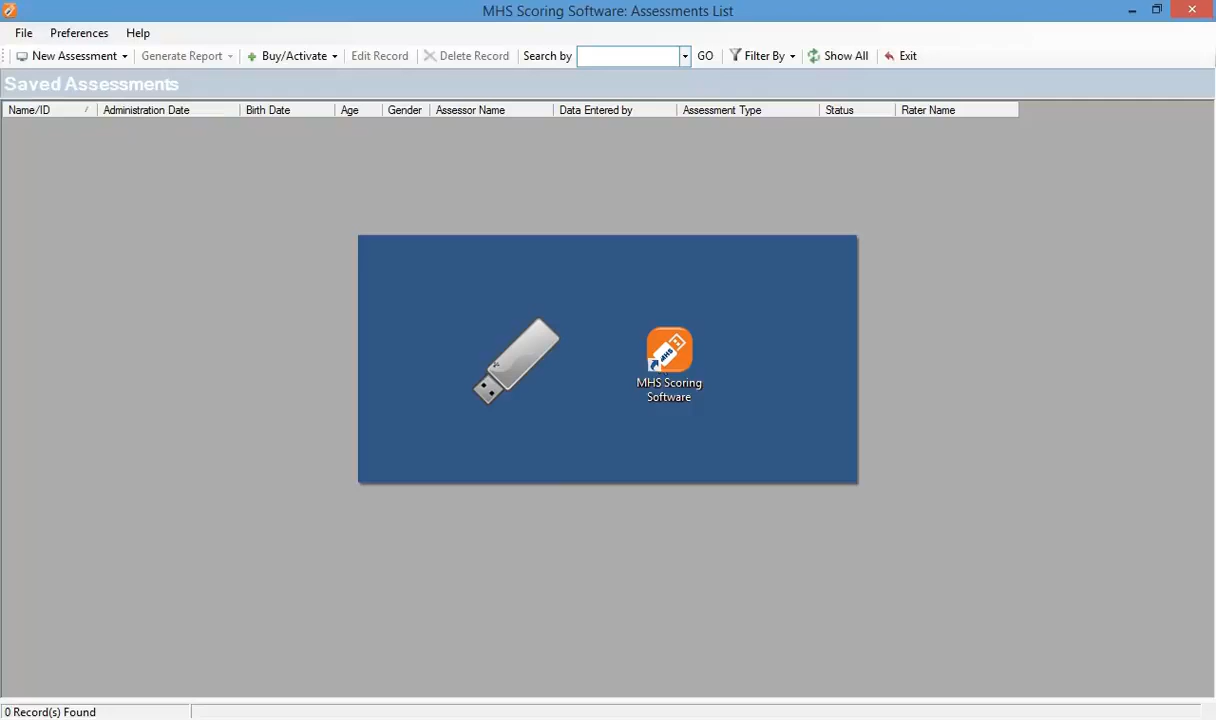 MHS Scoring Software: Assessments List
File Preferences Help
New Assessment Generate Report Buy/Activate Edit Record Delete Record Search by GO Filter By Show All Exit
Saved Assessments
Name/ID Administration Date Birth Date Age Gender Assessor Name Data Entered by Assessment Type Status Rater Name
MHS
MHS Scoring
Software
0 Record(s) Found